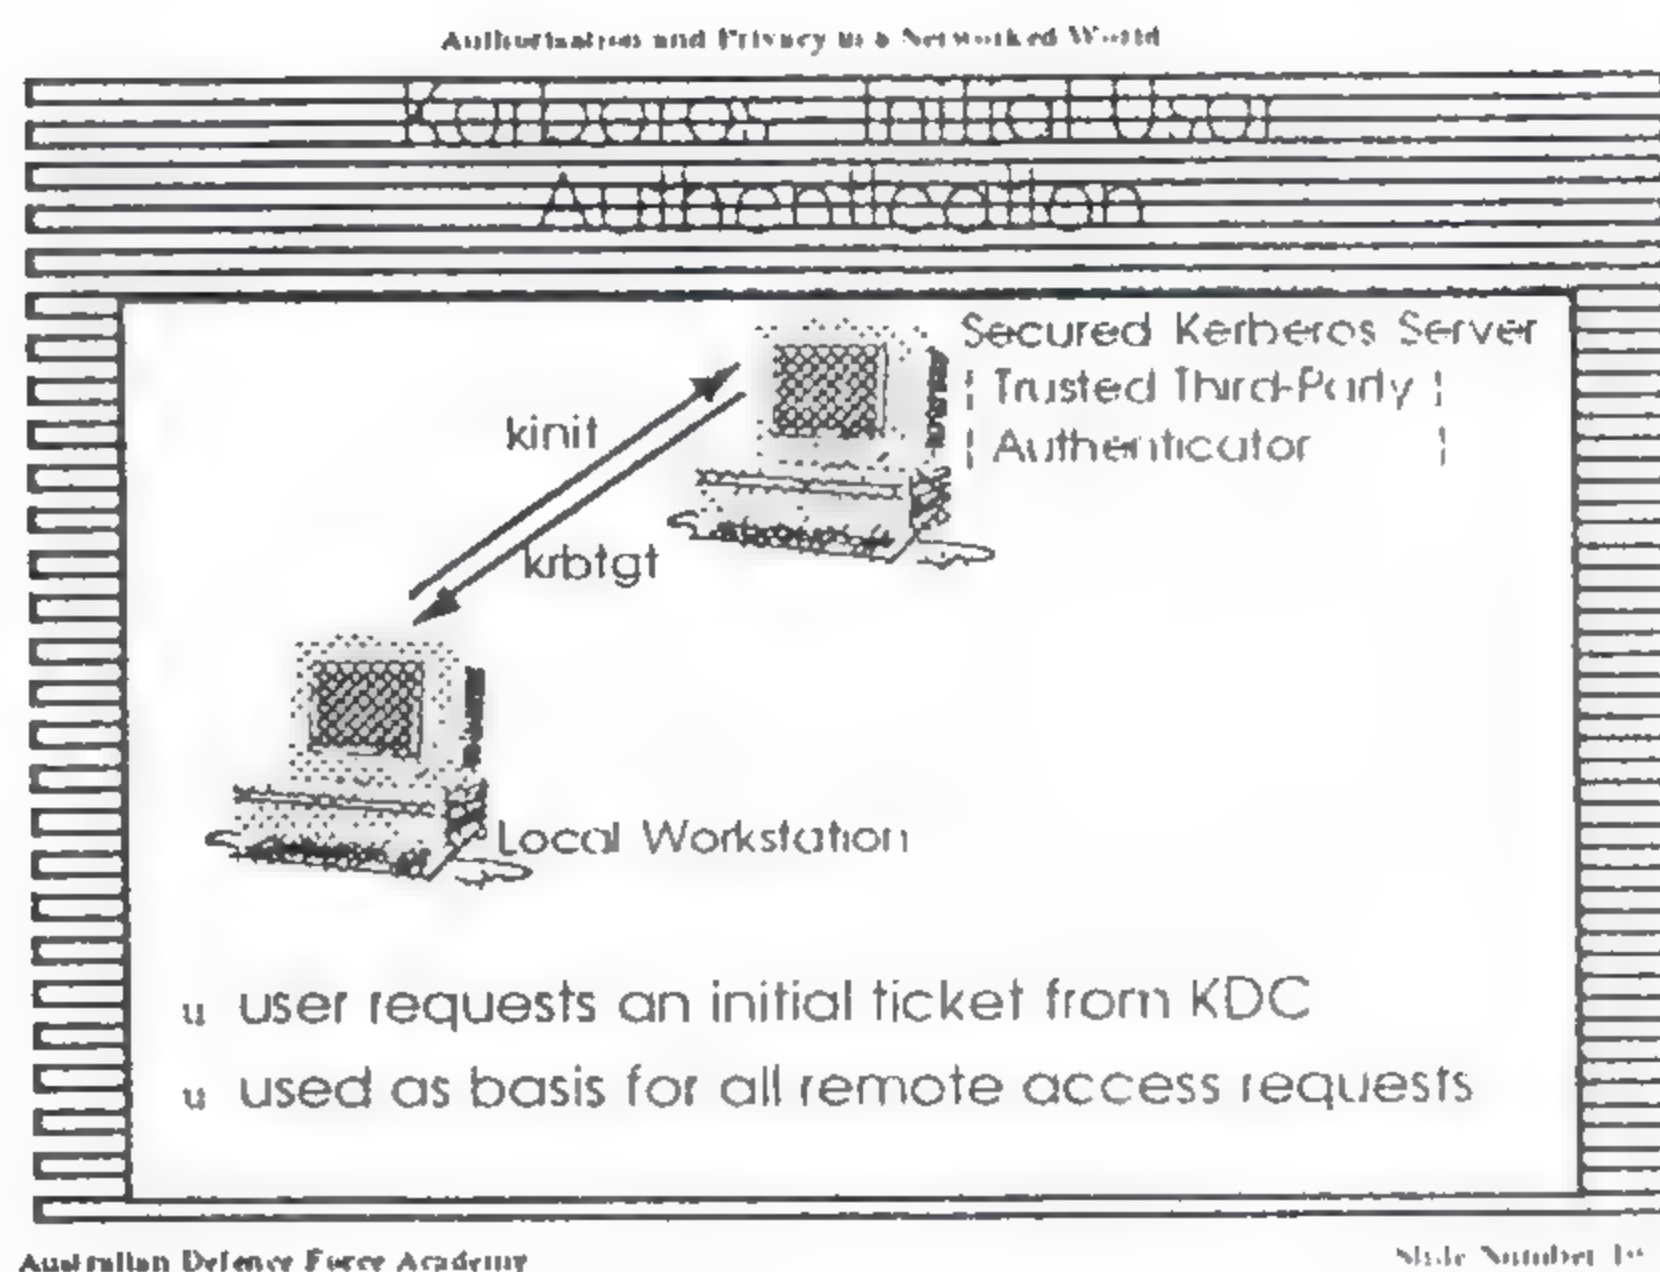 Authorisation and Privacy in a Networked World
Kerberos Initial User
Authentication
Secured Kerberos Server
Trusted Third-Party
Authenticator
kinit
krbtgt
Local Workstation
u user requests an initial ticket from KDC
u used as basis for all remote access requests
Australian Defence Force Academy
Slide Number